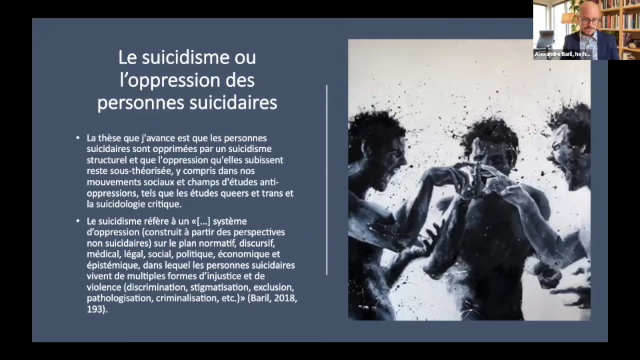 Le suicidisme ou
l'oppression des
personnes suicidaires
• La thèse que j'avance est que les personnes
suicidaires sont opprimées par un suicidisme
structurel et que l'oppression qu'elles subissent
reste sous-théorisée, y compris dans nos
mouvements sociaux et champs d'études anti-
oppressions, tels que les études queers et trans et
la suicidologie critique.
• Le suicidisme réfère à un «[...] système
d'oppression (construit à partir des perspectives
non suicidaires) sur le plan normatif, discursif,
médical, légal, social, politique, économique et
épistémique, dans lequel les personnes suicidaires
vivent de multiples formes d'injustice et de
violence (discrimination, stigmatisation, exclusion,
pathologisation, criminalisation, etc.)» (Baril, 2018,
193).
Alexandre Baril, he/h...